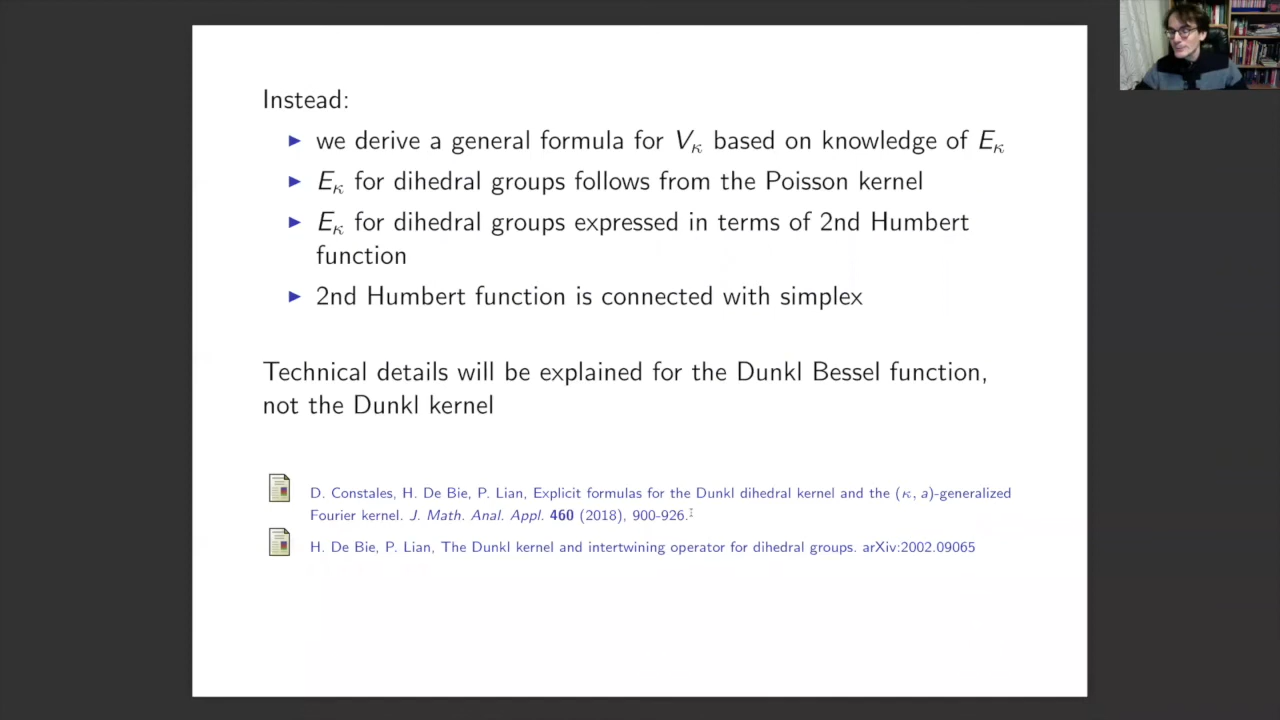 Instead:
▶ we derive a general formula for Vκ based on knowledge of Eκ
▶ Eκ for dihedral groups follows from the Poisson kernel
▶ Eκ for dihedral groups expressed in terms of 2nd Humbert
function
▶ 2nd Humbert function is connected with simplex
Technical details will be explained for the Dunkl Bessel function,
not the Dunkl kernel
D. Constales, H. De Bie, P. Lian, Explicit formulas for the Dunkl dihedral kernel and the (κ, a)-generalized
Fourier kernel. J. Math. Anal. Appl. 460 (2018), 900-926.
H. De Bie, P. Lian, The Dunkl kernel and intertwining operator for dihedral groups. arXiv:2002.09065